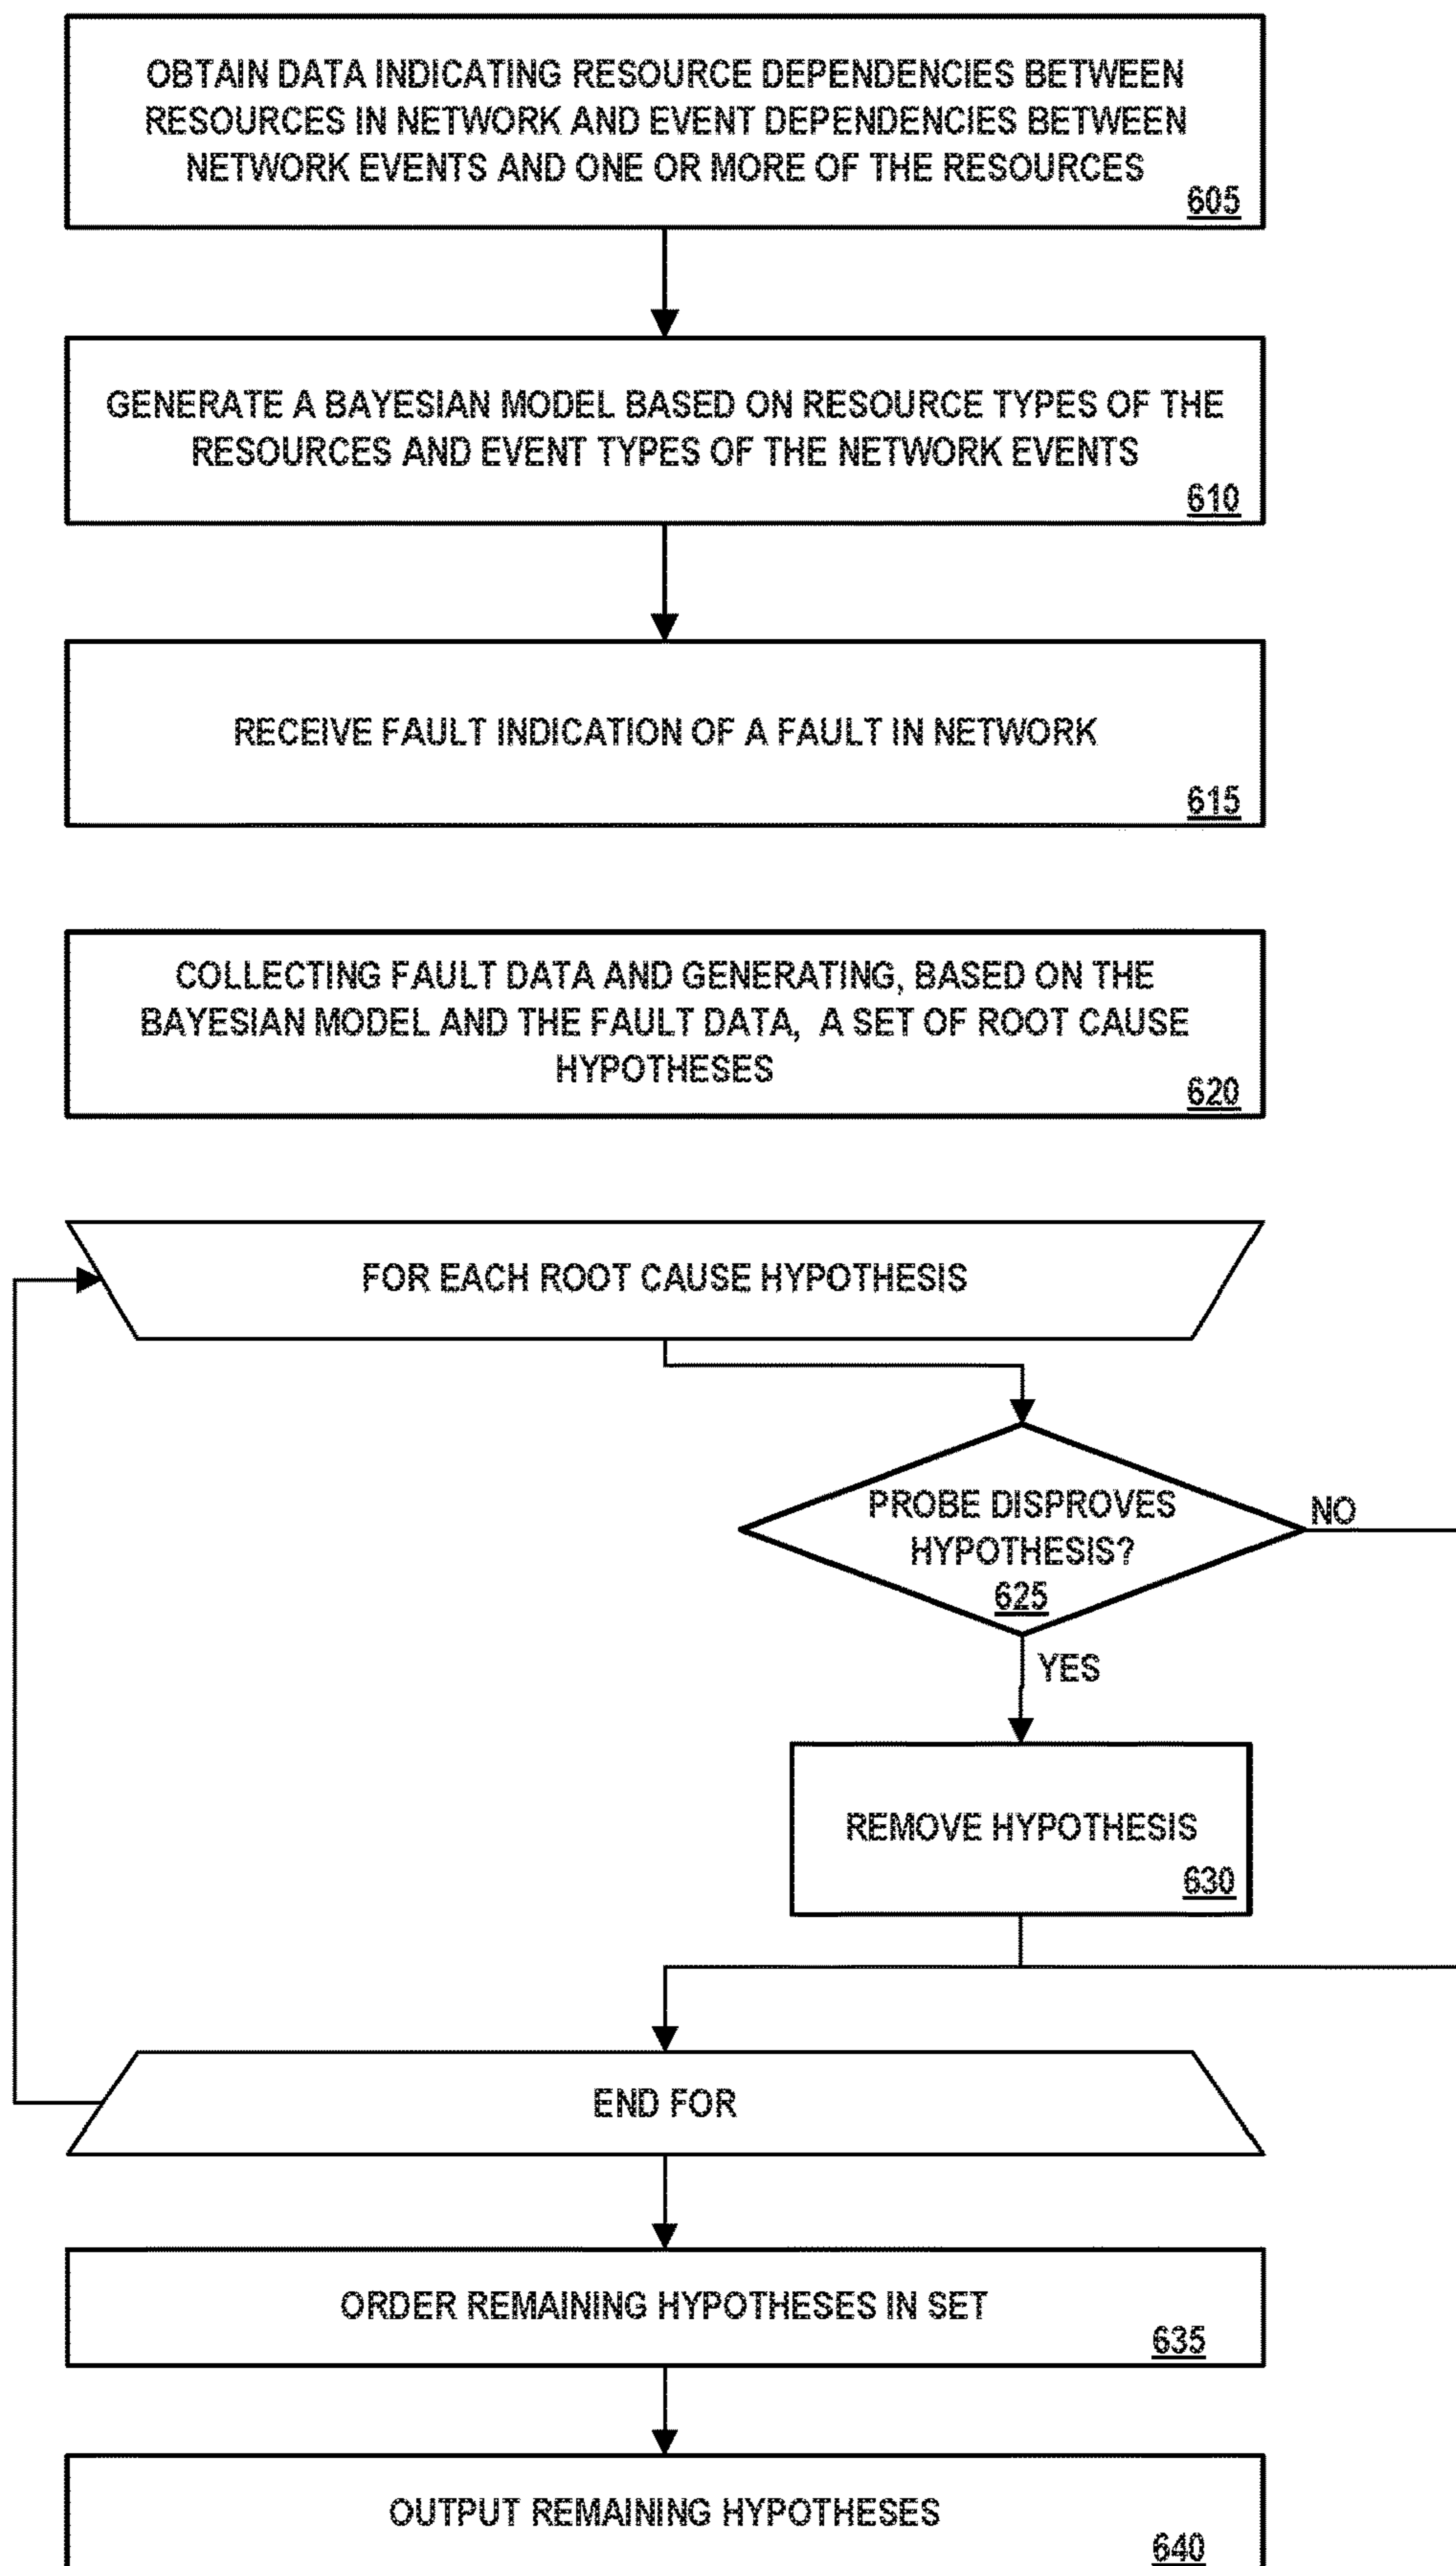 OBTAIN DATA INDICATING RESOURCE DEPENDENCIES BETWEEN
RESOURCES IN NETWORK AND EVENT DEPENDENCIES BETWEEN
NETWORK EVENTS AND ONE OR MORE OF THE RESOURCES
605
GENERATE A BAYESIAN MODEL BASED ON RESOURCE TYPES OF THE
RESOURCES AND EVENT TYPES OF THE NETWORK EVENTS
610
RECEIVE FAULT INDICATION OF A FAULT IN NETWORK
615
COLLECTING FAULT DATA AND GENERATING, BASED ON THE
BAYESIAN MODEL AND THE FAULT DATA, A SET OF ROOT CAUSE
HYPOTHESES
620
FOR EACH ROOT CAUSE HYPOTHESIS
PROBE DISPROVES
HYPOTHESIS?
625
NO
YES
REMOVE HYPOTHESIS
630
END FOR
ORDER REMAINING HYPOTHESES IN SET
635
OUTPUT REMAINING HYPOTHESES
640